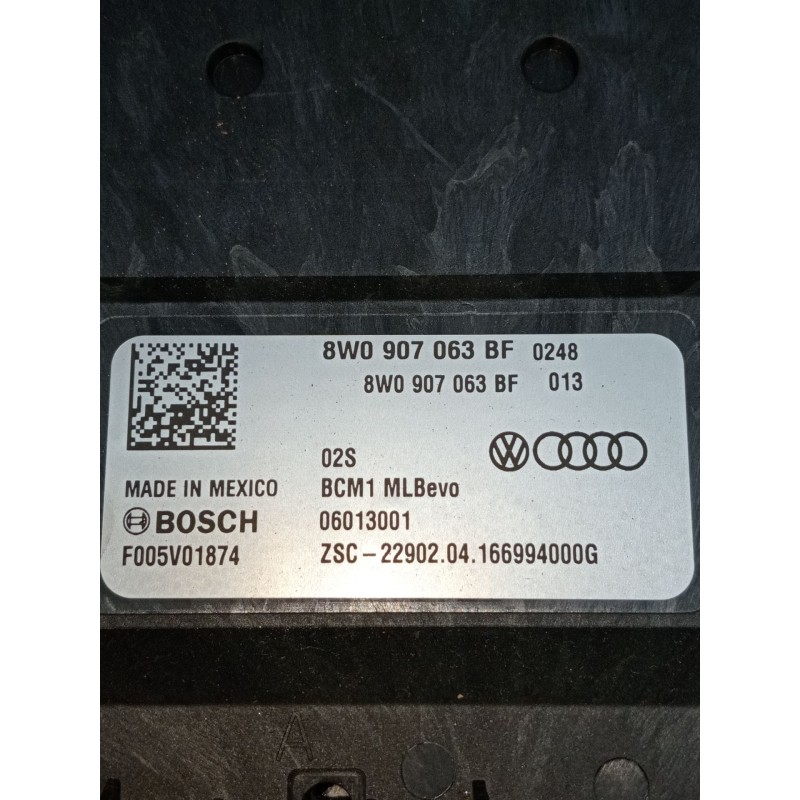 8W0 907 063 BF 0248
8W0 907 063 BF 013
02S
MADE IN MEXICO BCM1 MLBevo
BOSCH 06013001
F005V01874 ZSC-22902.04.166994000G
A